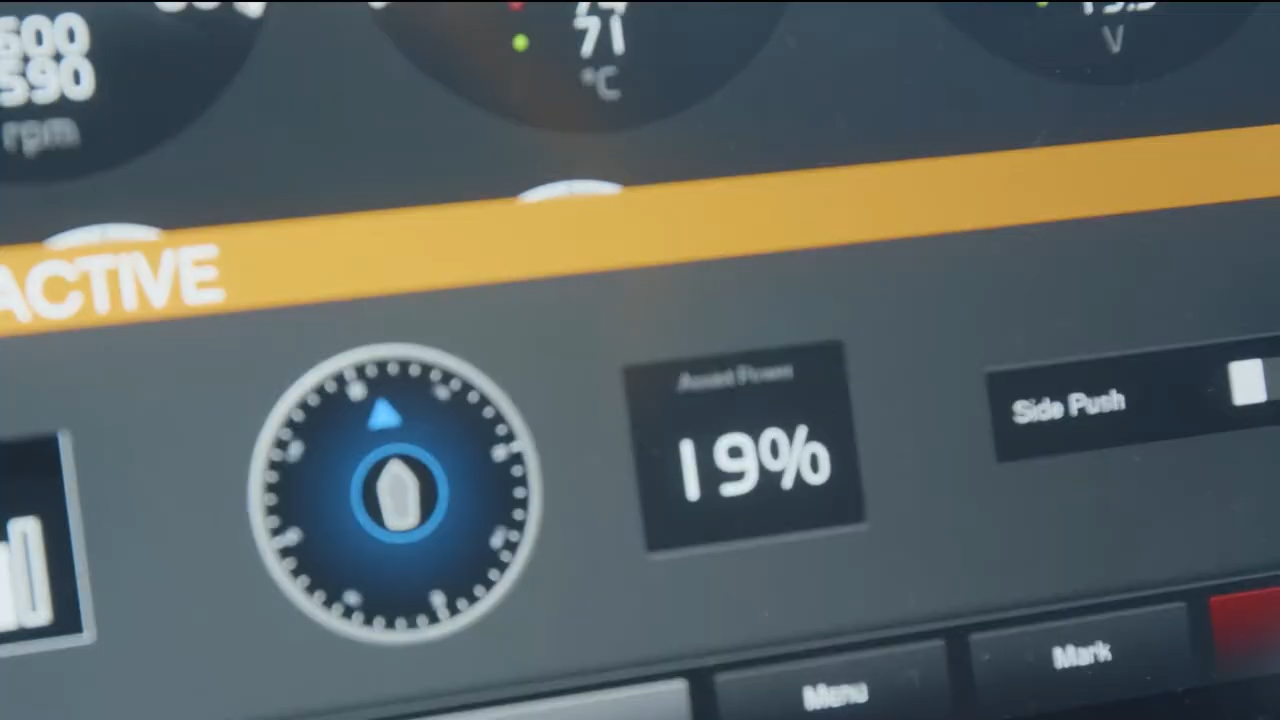 600
590
rpm
71
°C
V
ACTIVE
Assist Power
19%
Side Push
Menu
Mark